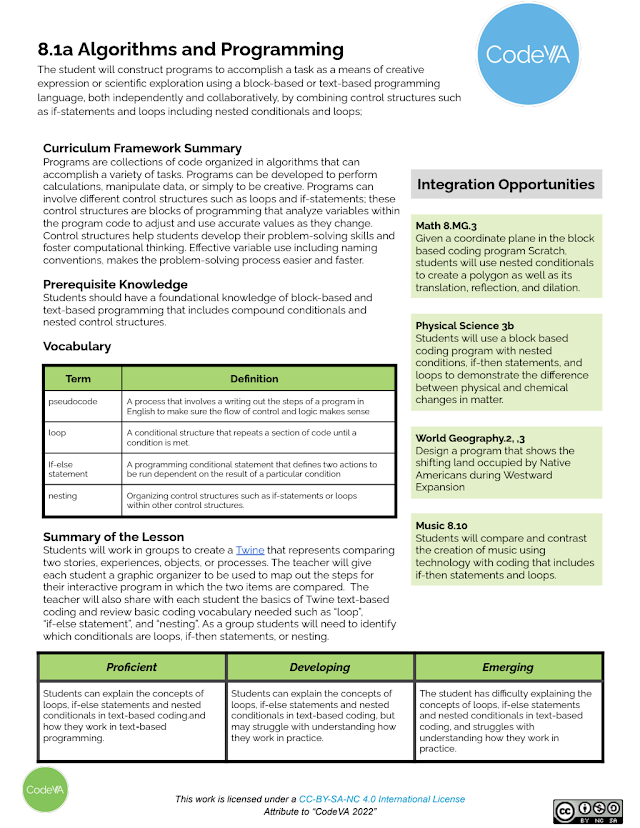 8.1a Algorithms and Programming
CodeVA
The student will construct programs to accomplish a task as a means of creative
expression or scientific exploration using a block-based or text-based programming
language, both independently and collaboratively, by combining control structures such
as if-statements and loops including nested conditionals and loops;
Curriculum Framework Summary
Programs are collections of code organized in algorithms that can
accomplish a variety of tasks. Programs can be developed to perform
calculations, manipulate data, or simply to be creative. Programs can
involve different control structures such as loops and if-statements; these
control structures are blocks of programming that analyze variables within
the program code to adjust and use accurate values as they change.
Control structures help students develop their problem-solving skills and
foster computational thinking. Effective variable use including naming
conventions, makes the problem-solving process easier and faster.
Prerequisite Knowledge
Students should have a foundational knowledge of block-based and
text-based programming that includes compound conditionals and
nested control structures.
Vocabulary
Term Definition
pseudocode A process that involves a writing out the steps of a program in
English to make sure the flow of control and logic makes sense
loop A conditional structure that repeats a section of code until a
condition is met.
If-else A programming conditional statement that defines two actions to
statement be run dependent on the result of a particular condition
nesting Organizing control structures such as if-statements or loops
within other control structures.
Summary of the Lesson
Students will work in groups to create a Twine that represents comparing
two stories, experiences, objects, or processes. The teacher will give
each student a graphic organizer to be used to map out the steps for
their interactive program in which the two items are compared. The
teacher will also share with each student the basics of Twine text-based
coding and review basic coding vocabulary needed such as “loop”,
“if-else statement”, and “nesting”. As a group students will need to identify
which conditionals are loops, if-then statements, or nesting.
Integration Opportunities
Math 8.MG.3
Given a coordinate plane in the block
based coding program Scratch,
students will use nested conditionals
to create a polygon as well as its
translation, reflection, and dilation.
Physical Science 3b
Students will use a block based
coding program with nested
conditions, if-then statements, and
loops to demonstrate the difference
between physical and chemical
changes in matter.
World Geography.2, ,3
Design a program that shows the
shifting land occupied by Native
Americans during Westward
Expansion
Music 8.10
Students will compare and contrast
the creation of music using
technology with coding that includes
if-then statements and loops.
Proficient
Students can explain the concepts of
loops, if-else statements and nested
conditionals in text-based coding,and
how they work in text-based
programming.
Developing
Students can explain the concepts of
loops, if-else statements and nested
conditionals in text-based coding, but
may struggle with understanding how
they work in practice.
Emerging
The student has difficulty explaining the
concepts of loops, if-else statements
and nested conditionals in text-based
coding, and struggles with
understanding how they work in
practice.
CodeVA
This work is licensed under a CC-BY-SA-NC 4.0 International License
Attribute to “CodeVA 2022”
cc
BY NC SA